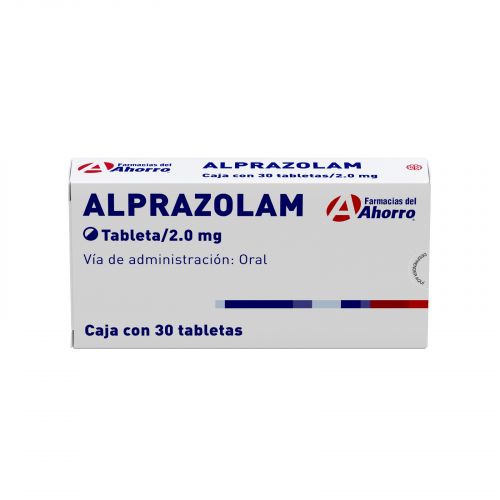 Farmacias del
Ahorro
ALPRAZOLAM
Caja con 30 tabletas/2.0 mg
ALPRAZOLAM
Farmacias del
Ahorro
Tableta/2.0 mg
Vía de administración: Oral
Caja con 30 tabletas